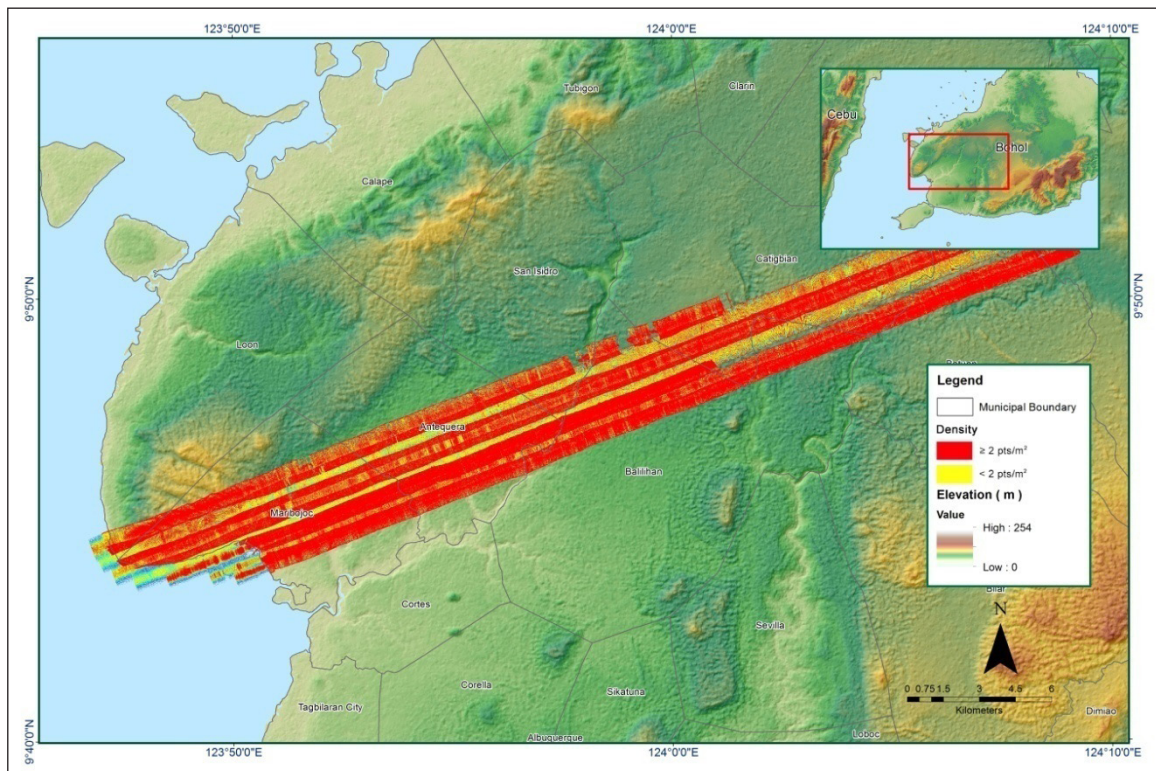 123°50'0"E
124°0'0"E
124°10'0"E
Tubigon
Clarin
Cebu
Bohol
Calape
San Isidro
Catigbian
9°50'0"N
9°50'0"N
Loon
Legend
Municipal Boundary
Antequera
Density
≥ 2 pts/m²
< 2 pts/m²
Balilihan
Elevation ( m )
Value
Maribojoc
High : 254
Low : 0
Bilar
Cortes
N
Sevilla
Corella
Sikatuna
0 0.75 1.5 3 4.5 6
Kilometers
Tagbilaran City
Dimiao
Albuquerque
Loboc
9°40'0"N
9°40'0"N
123°50'0"E
124°0'0"E
124°10'0"E